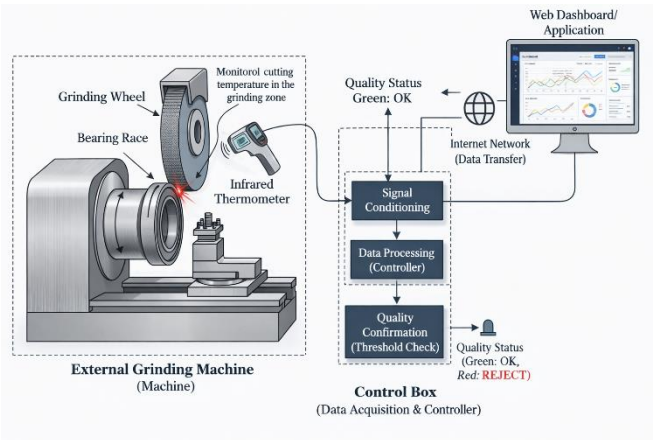 Web Dashboard/
Application
Monitorol cutting
temperature in the
grinding zone
Grinding Wheel
Bearing Race
Infrared
Thermometer
External Grinding Machine
(Machine)
Quality Status
Green: OK
Internet Network
(Data Transfer)
Signal
Conditioning
Data Processing
(Controller)
Quality
Confirmation
(Threshold Check)
Quality Status
(Green: OK,
Red: REJECT)
Control Box
(Data Acquisition & Controller)